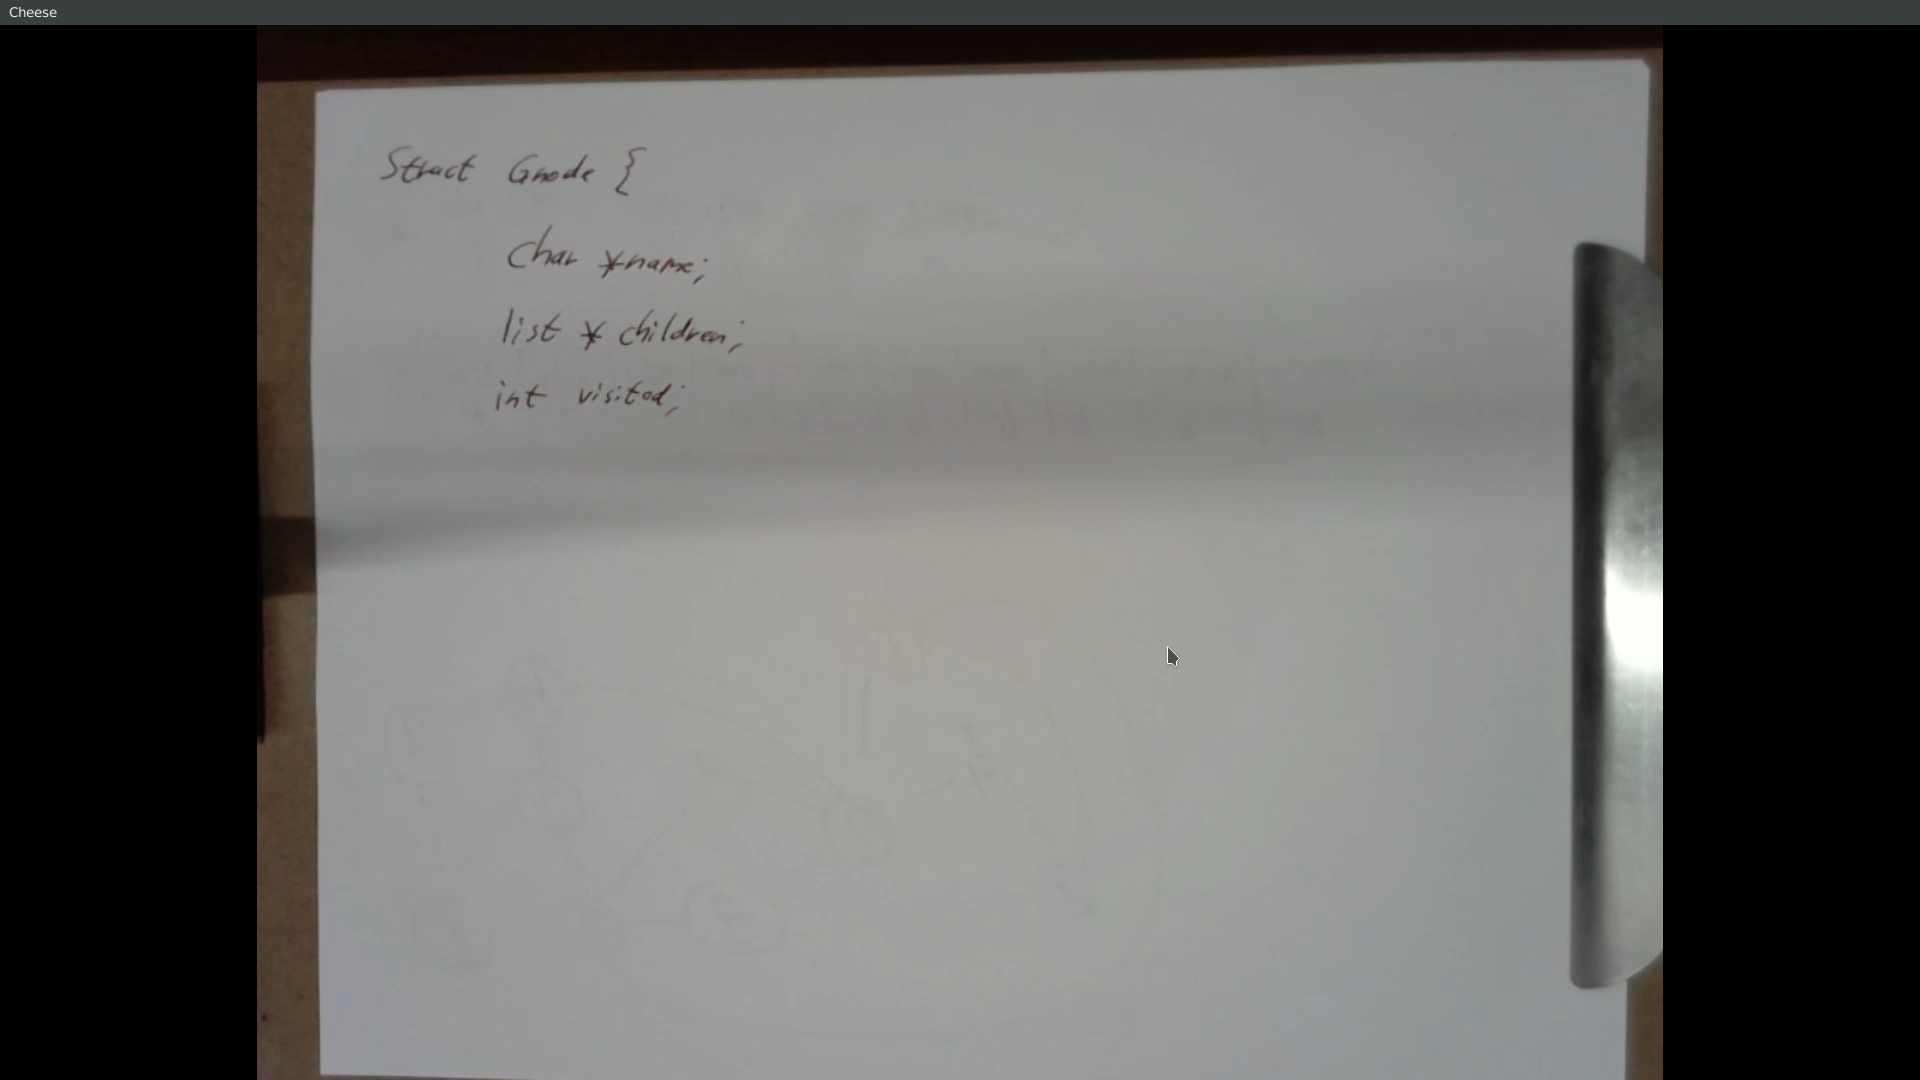 Cheese
Struct Gnode {
char *name;
list * children;
int visited;